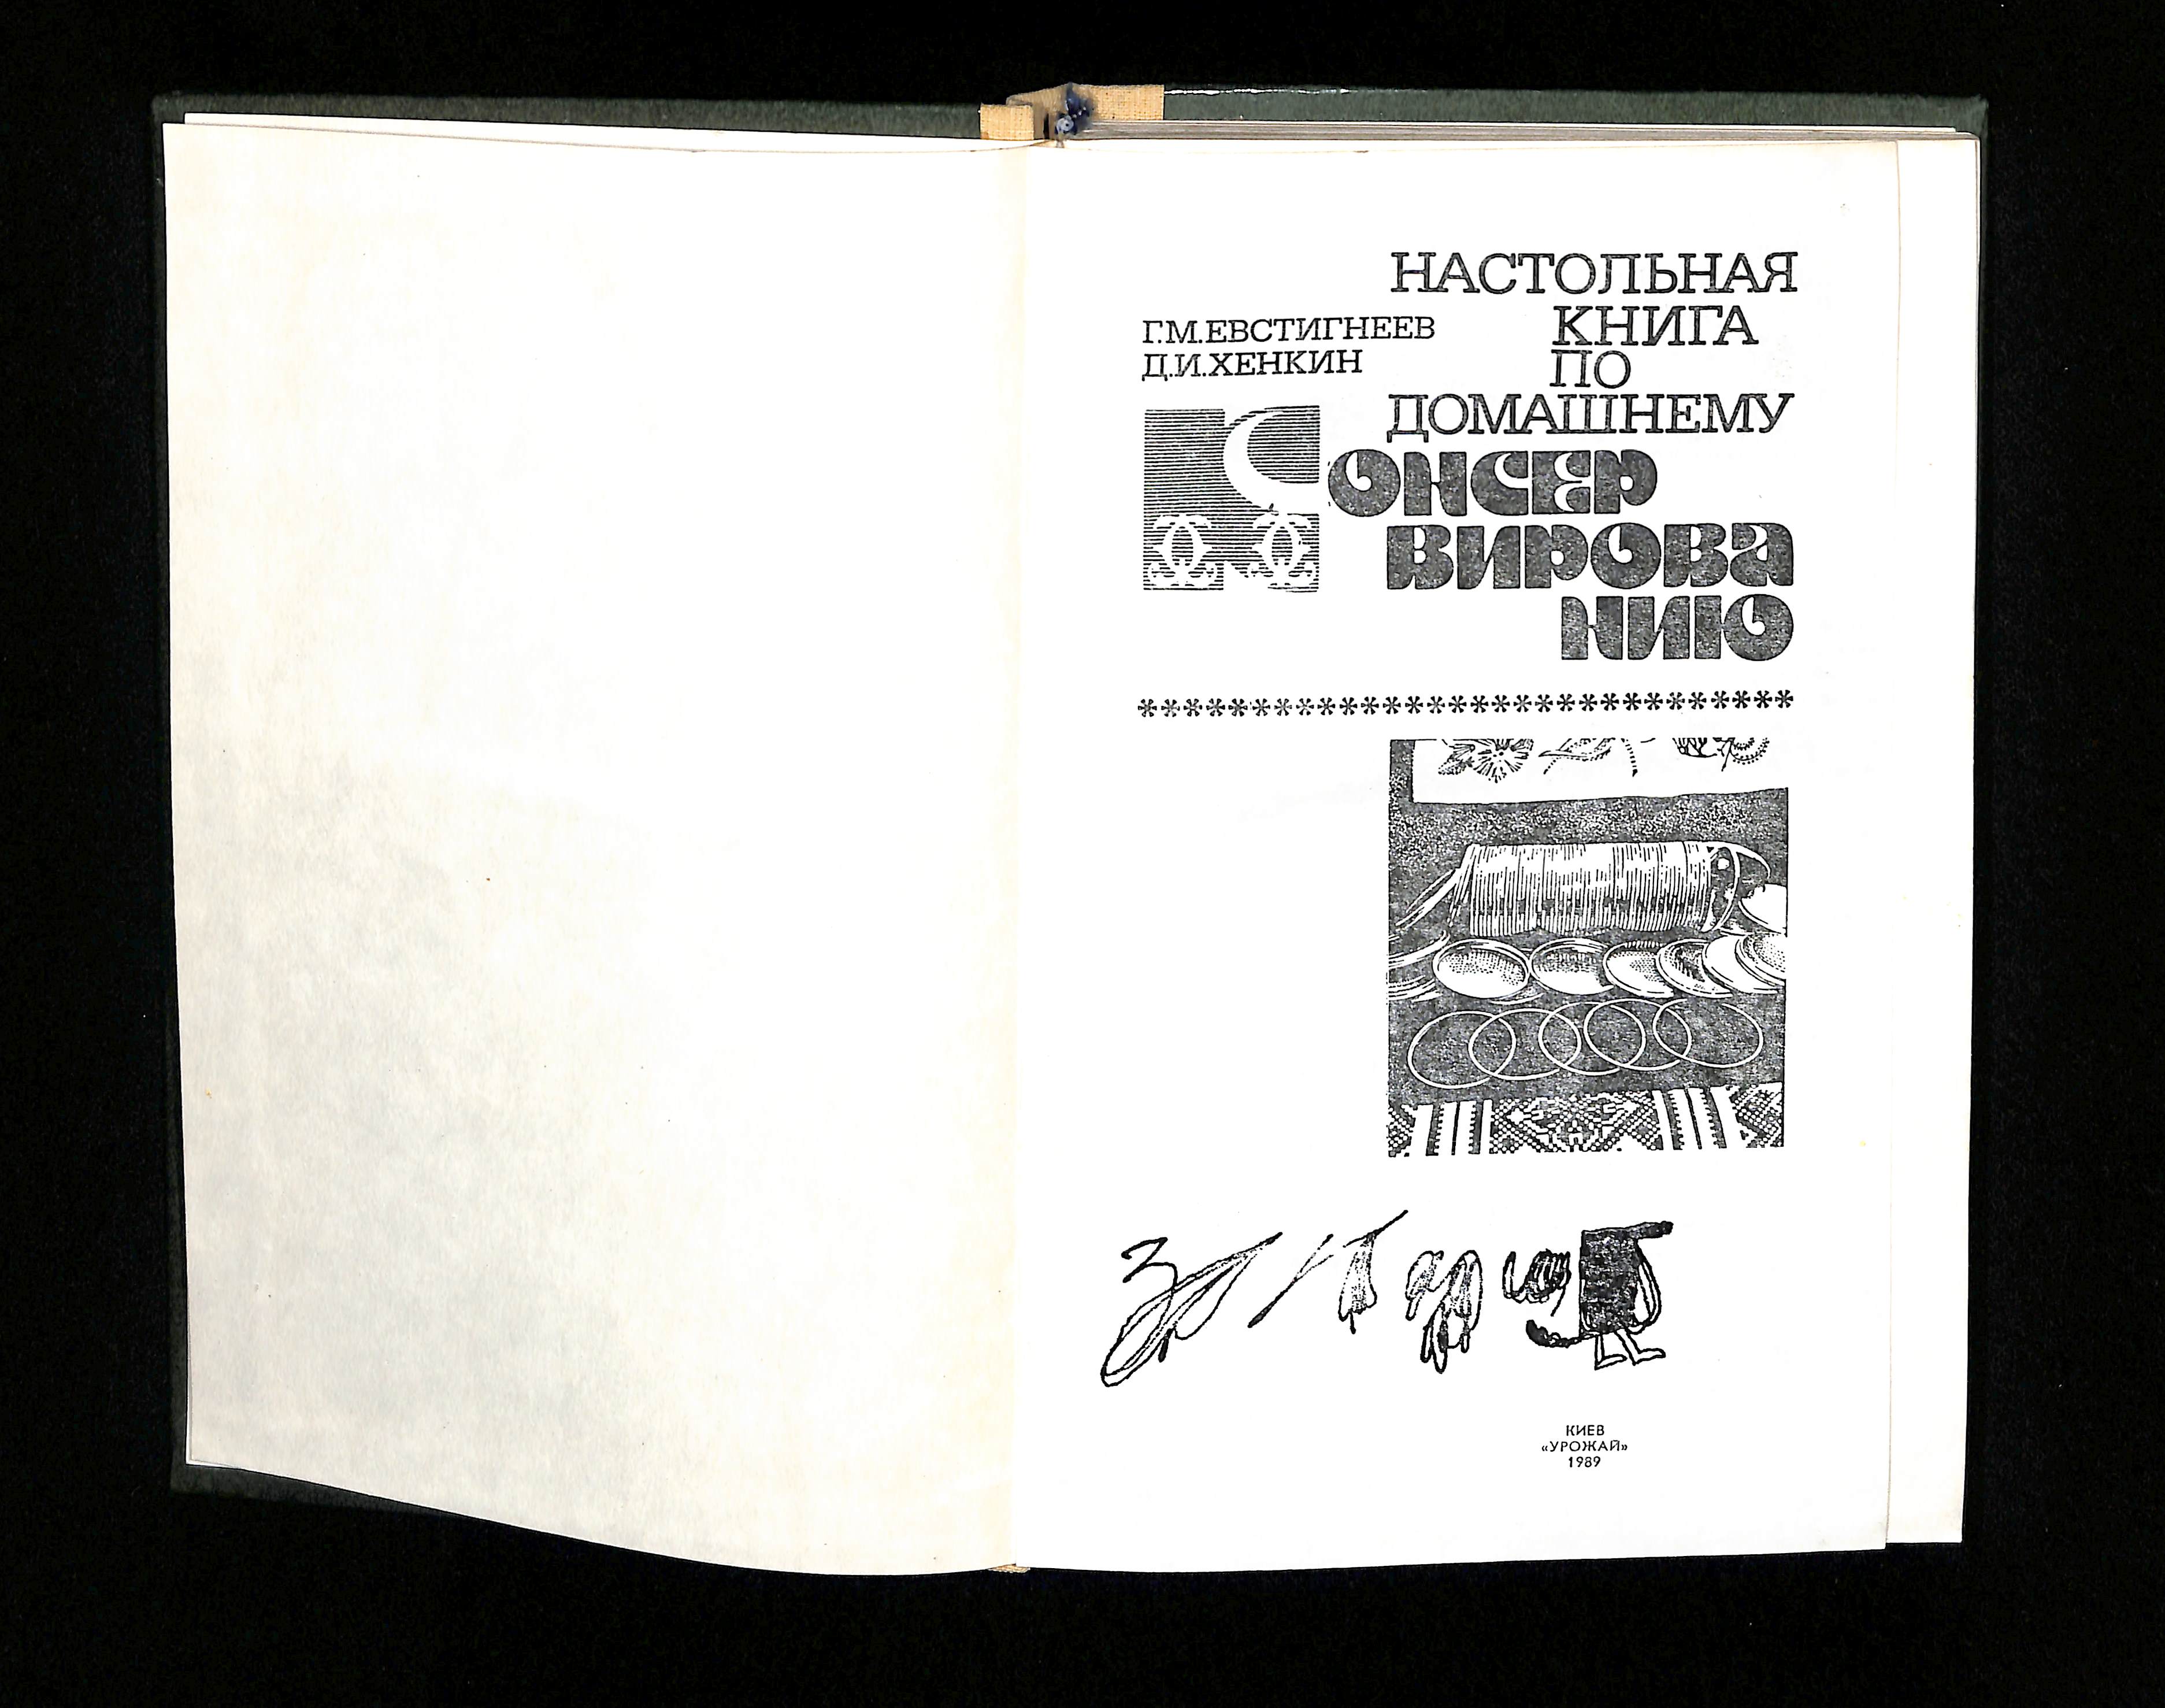 Г.М.ЕВСТИГНЕЕВ
Д.И.ХЕНКИН
НАСТОЛЬНАЯ
КНИГА
ПО
ДОМАШНЕМУ
КОНСЕР
ВИРОВА
НИЮ
*******************************
КИЕВ
«УРОЖАЙ»
1989